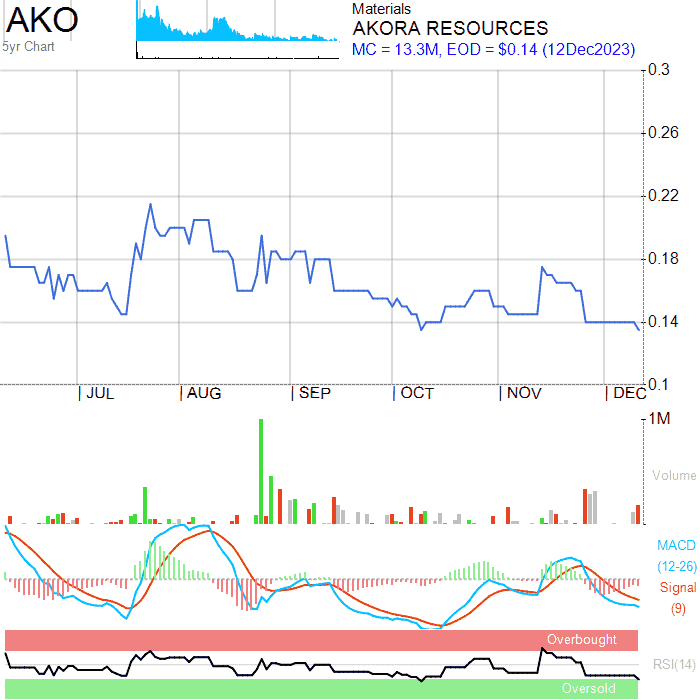 AKO
5yr Chart
Materials
AKORA RESOURCES
MC = 13.3M, EOD = $0.14 (12Dec2023)
0.3
0.26
0.22
0.18
0.14
0.1
| JUL | AUG | SEP | OCT | NOV | DEC
1M
Volume
MACD
(12-26)
Signal
(9)
Overbought
RSI(14)
Oversold